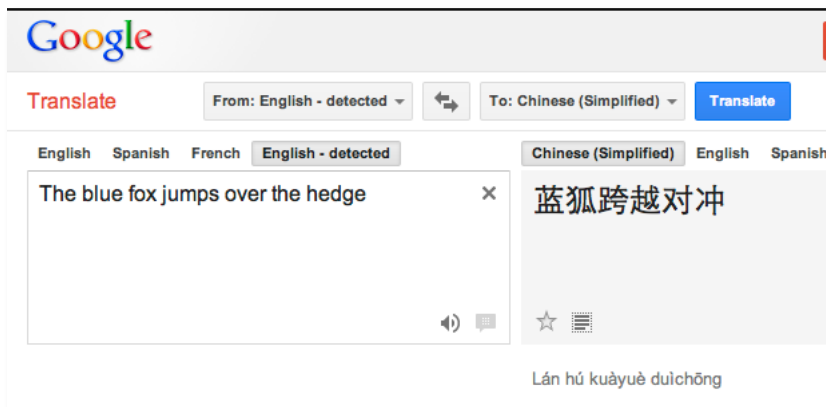 Google
Translate From: English - detected To: Chinese (Simplified) Translate
English Spanish French English - detected Chinese (Simplified) English Spanish
The blue fox jumps over the hedge 蓝狐跨越对冲
Lán hú kuàyuè duìchōng